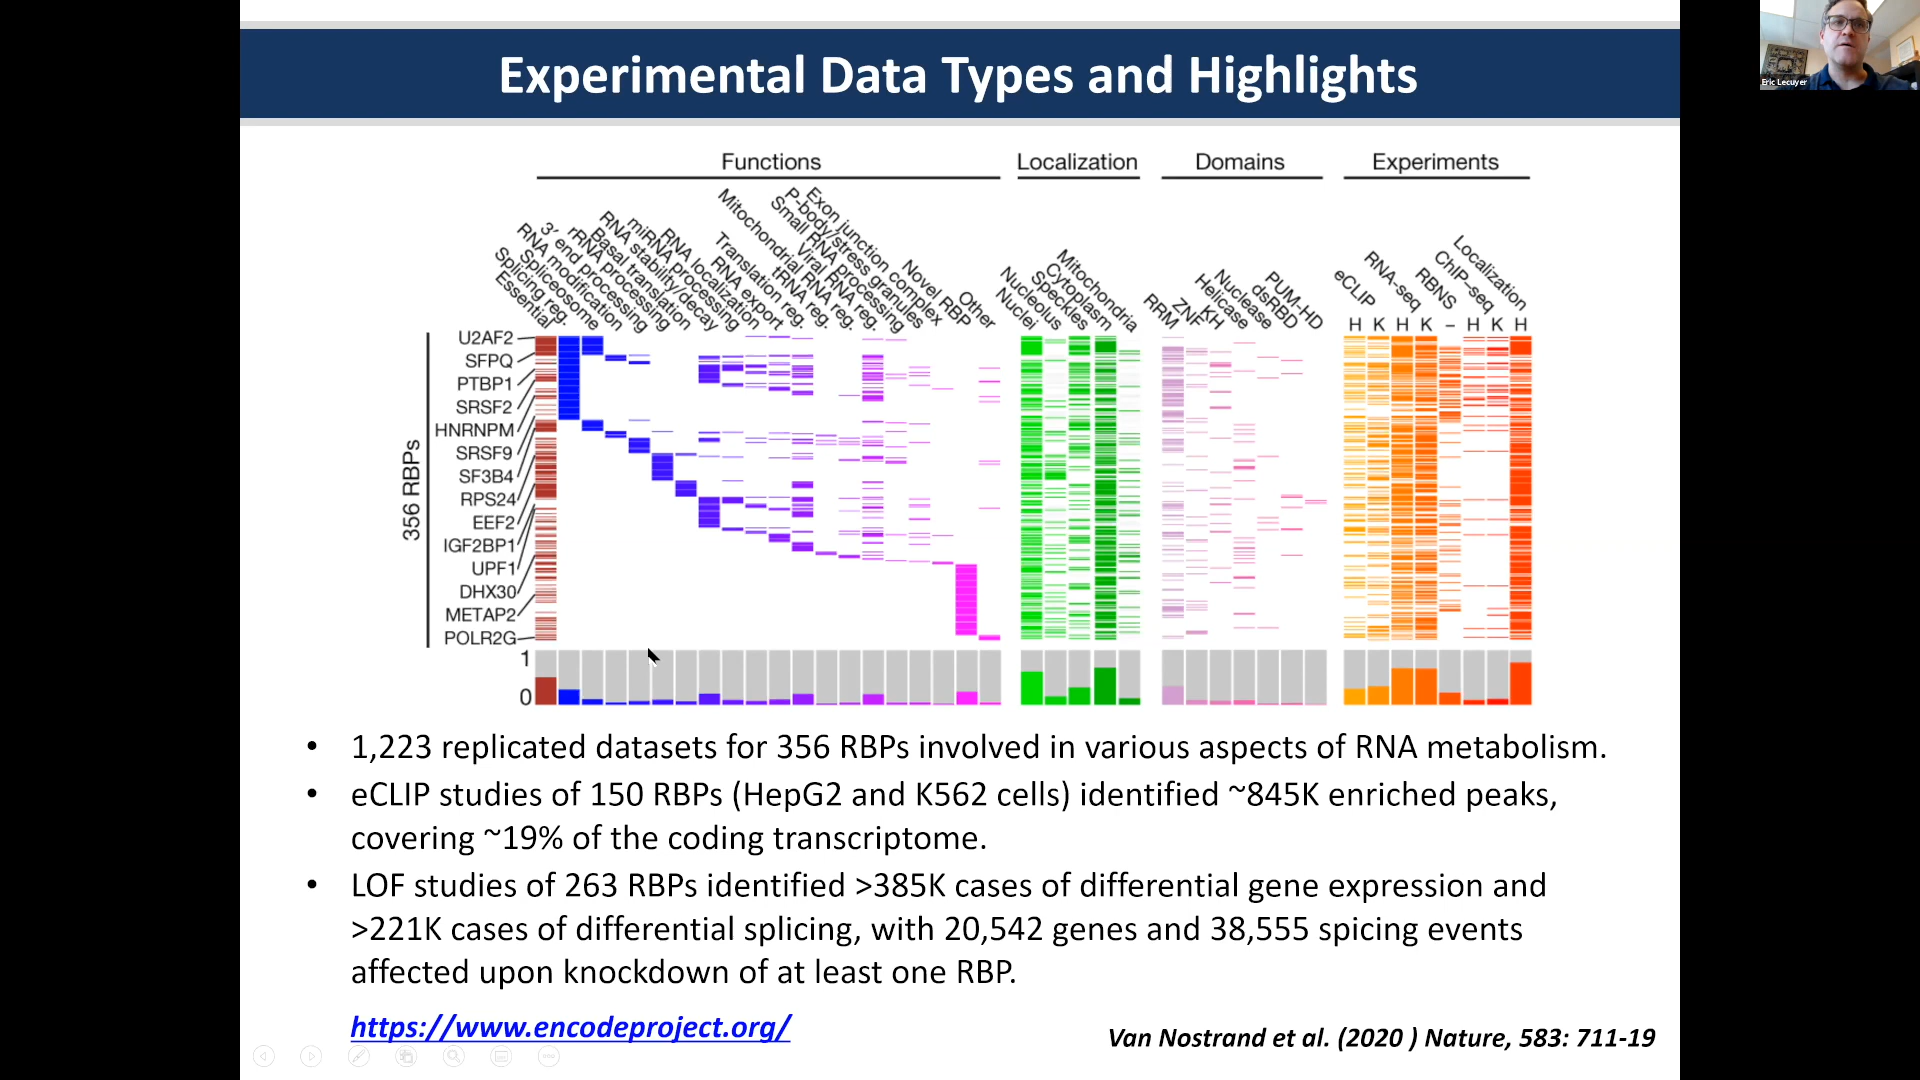 Experimental Data Types and Highlights
Eric Lecuyer
Functions
Localization
Domains
Experiments
Essential
Splicing reg.
Spliceosome
RNA modification
3′ end processing
rRNA processing
Basal translation
RNA stability/decay
miRNA processing
RNA localization
RNA export
Translation reg.
tRNA reg.
Mitochondrial RNA reg.
Viral RNA reg.
Small RNA processing
P-body/stress granules
Exon junction complex
Novel RBP
Other
Nuclei
Nucleolus
Speckles
Cytoplasm
Mitochondria
RRM
ZNF
KH
Helicase
Nuclease
dsRBD
PUM-HD
eCLIP
RNA-seq
RBNS
ChIP-seq
Localization
H K H K – H K H
356 RBPs
U2AF2
SFPQ
PTBP1
SRSF2
HNRNPM
SRSF9
SF3B4
RPS24
EEF2
IGF2BP1
UPF1
DHX30
METAP2
POLR2G
1
0
• 1,223 replicated datasets for 356 RBPs involved in various aspects of RNA metabolism.
• eCLIP studies of 150 RBPs (HepG2 and K562 cells) identified ~845K enriched peaks,
covering ~19% of the coding transcriptome.
• LOF studies of 263 RBPs identified >385K cases of differential gene expression and
>221K cases of differential splicing, with 20,542 genes and 38,555 spicing events
affected upon knockdown of at least one RBP.
https://www.encodeproject.org/
Van Nostrand et al. (2020 ) Nature, 583: 711-19